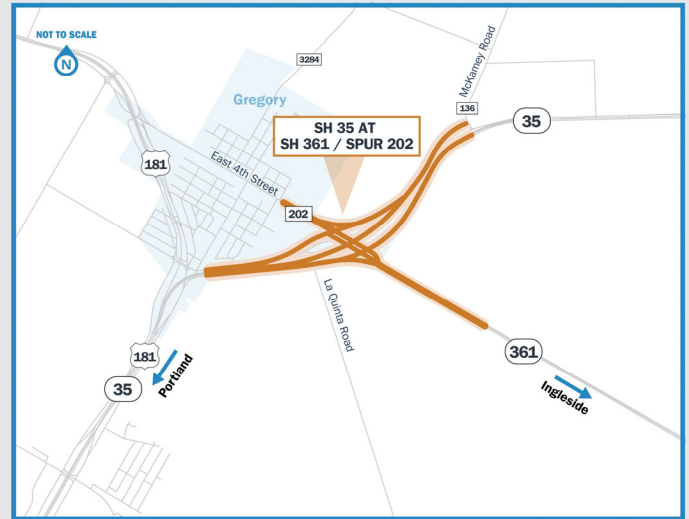 NOT TO SCALE
N
3284
McKamey Road
Gregory
136
35
SH 35 AT
SH 361 / SPUR 202
181
East 4th Street
202
La Quinta Road
181
35
Portland
361
Ingleside